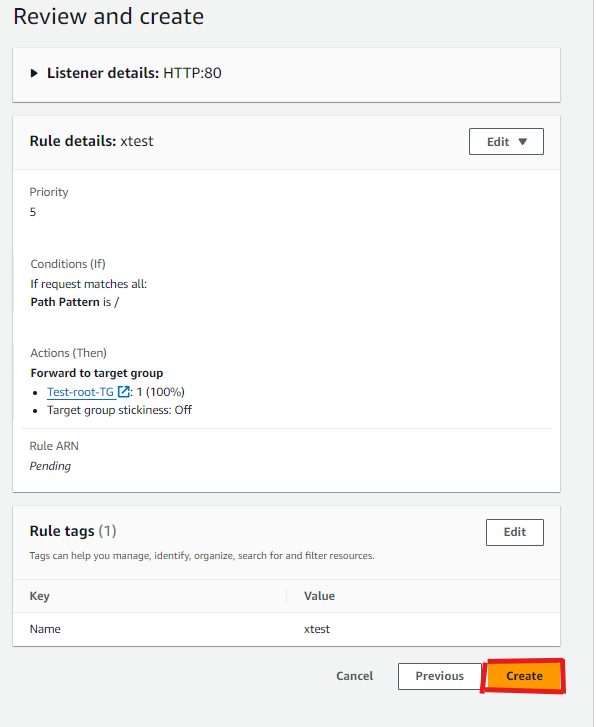 Review and create
Listener details: HTTP:80
Rule details: xtest
Edit
Priority
5
Conditions (If)
If request matches all:
Path Pattern is /
Actions (Then)
Forward to target group
Test-root-TG : 1 (100%)
Target group stickiness: Off
Rule ARN
Pending
Rule tags (1)
Edit
Tags can help you manage, identify, organize, search for and filter resources.
Key Value
Name xtest
Cancel Previous Create